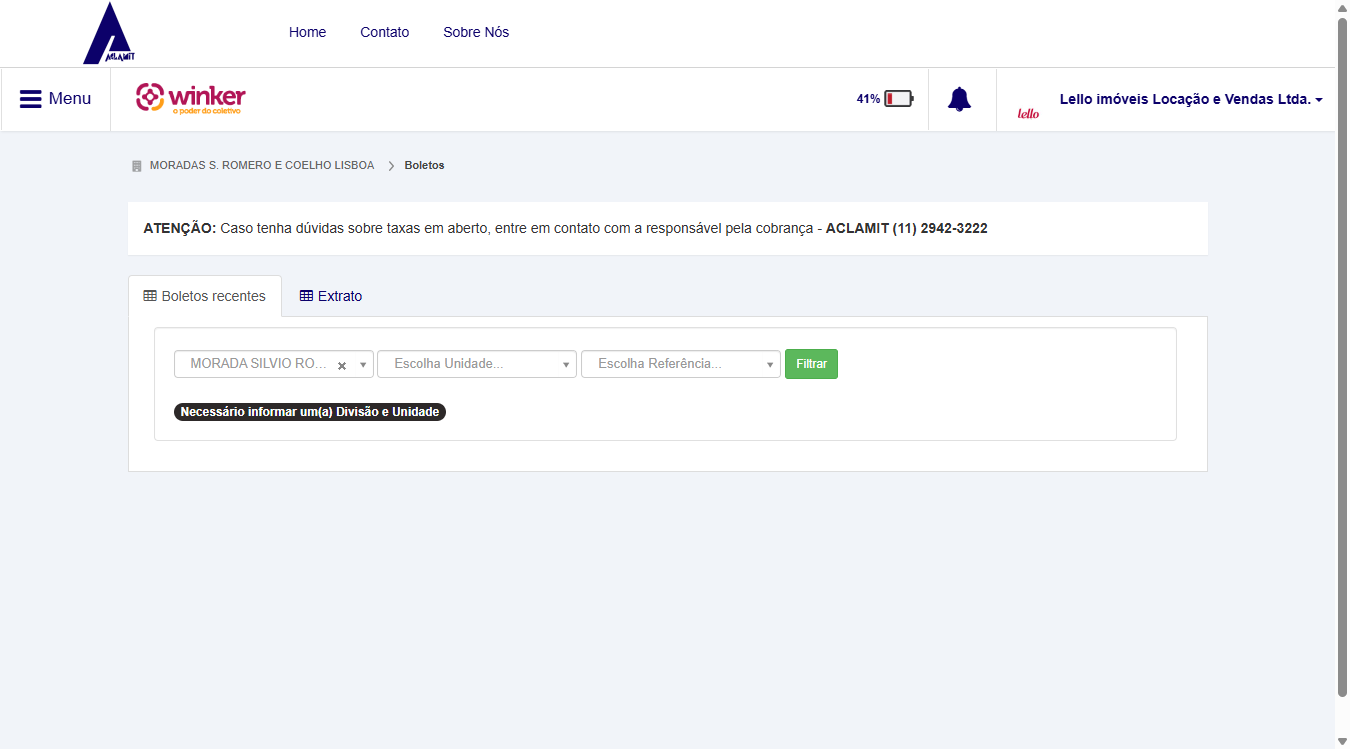 ACLAMIT
Home
Contato
Sobre Nós
Menu
winker
o poder do coletivo
41%
lello
Lello imóveis Locação e Vendas Ltda.
MORADAS S. ROMERO E COELHO LISBOA
Boletos
ATENÇÃO: Caso tenha dúvidas sobre taxas em aberto, entre em contato com a responsável pela cobrança - ACLAMIT (11) 2942-3222
Boletos recentes
Extrato
MORADA SILVIO RO...
Escolha Unidade...
Escolha Referência...
Filtrar
Necessário informar um(a) Divisão e Unidade